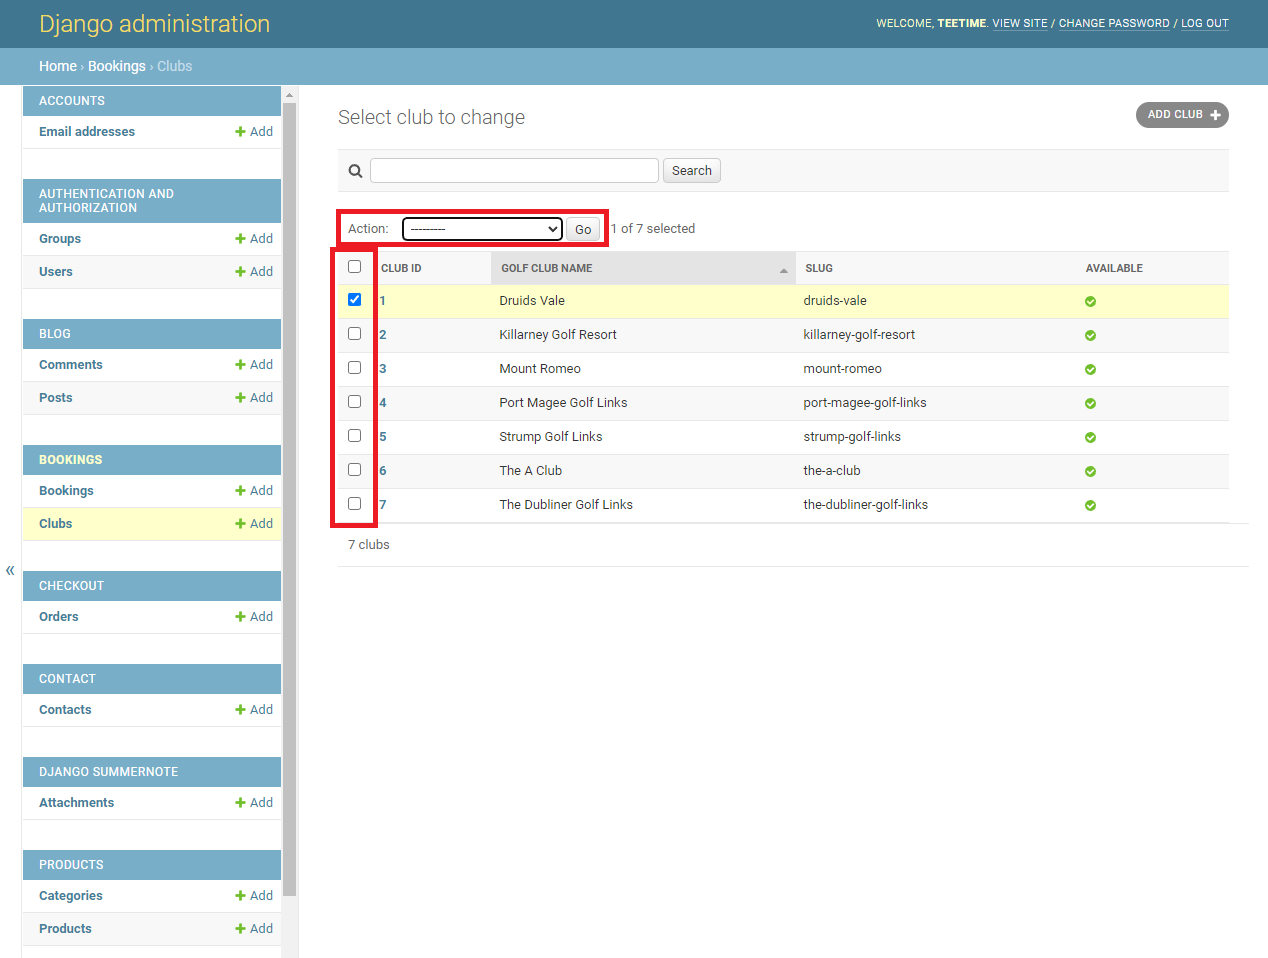 Django administration
WELCOME, TEETIME. VIEW SITE / CHANGE PASSWORD / LOG OUT
Home › Bookings › Clubs
ACCOUNTS
Email addresses Add
AUTHENTICATION AND
AUTHORIZATION
Groups Add
Users Add
BLOG
Comments Add
Posts Add
BOOKINGS
Bookings Add
Clubs Add
CHECKOUT
Orders Add
CONTACT
Contacts Add
DJANGO SUMMERNOTE
Attachments Add
PRODUCTS
Categories Add
Products Add
«
Select club to change
ADD CLUB
Search
Action: --------- Go 1 of 7 selected
CLUB ID GOLF CLUB NAME SLUG AVAILABLE
1 Druids Vale druids-vale
2 Killarney Golf Resort killarney-golf-resort
3 Mount Romeo mount-romeo
4 Port Magee Golf Links port-magee-golf-links
5 Strump Golf Links strump-golf-links
6 The A Club the-a-club
7 The Dubliner Golf Links the-dubliner-golf-links
7 clubs